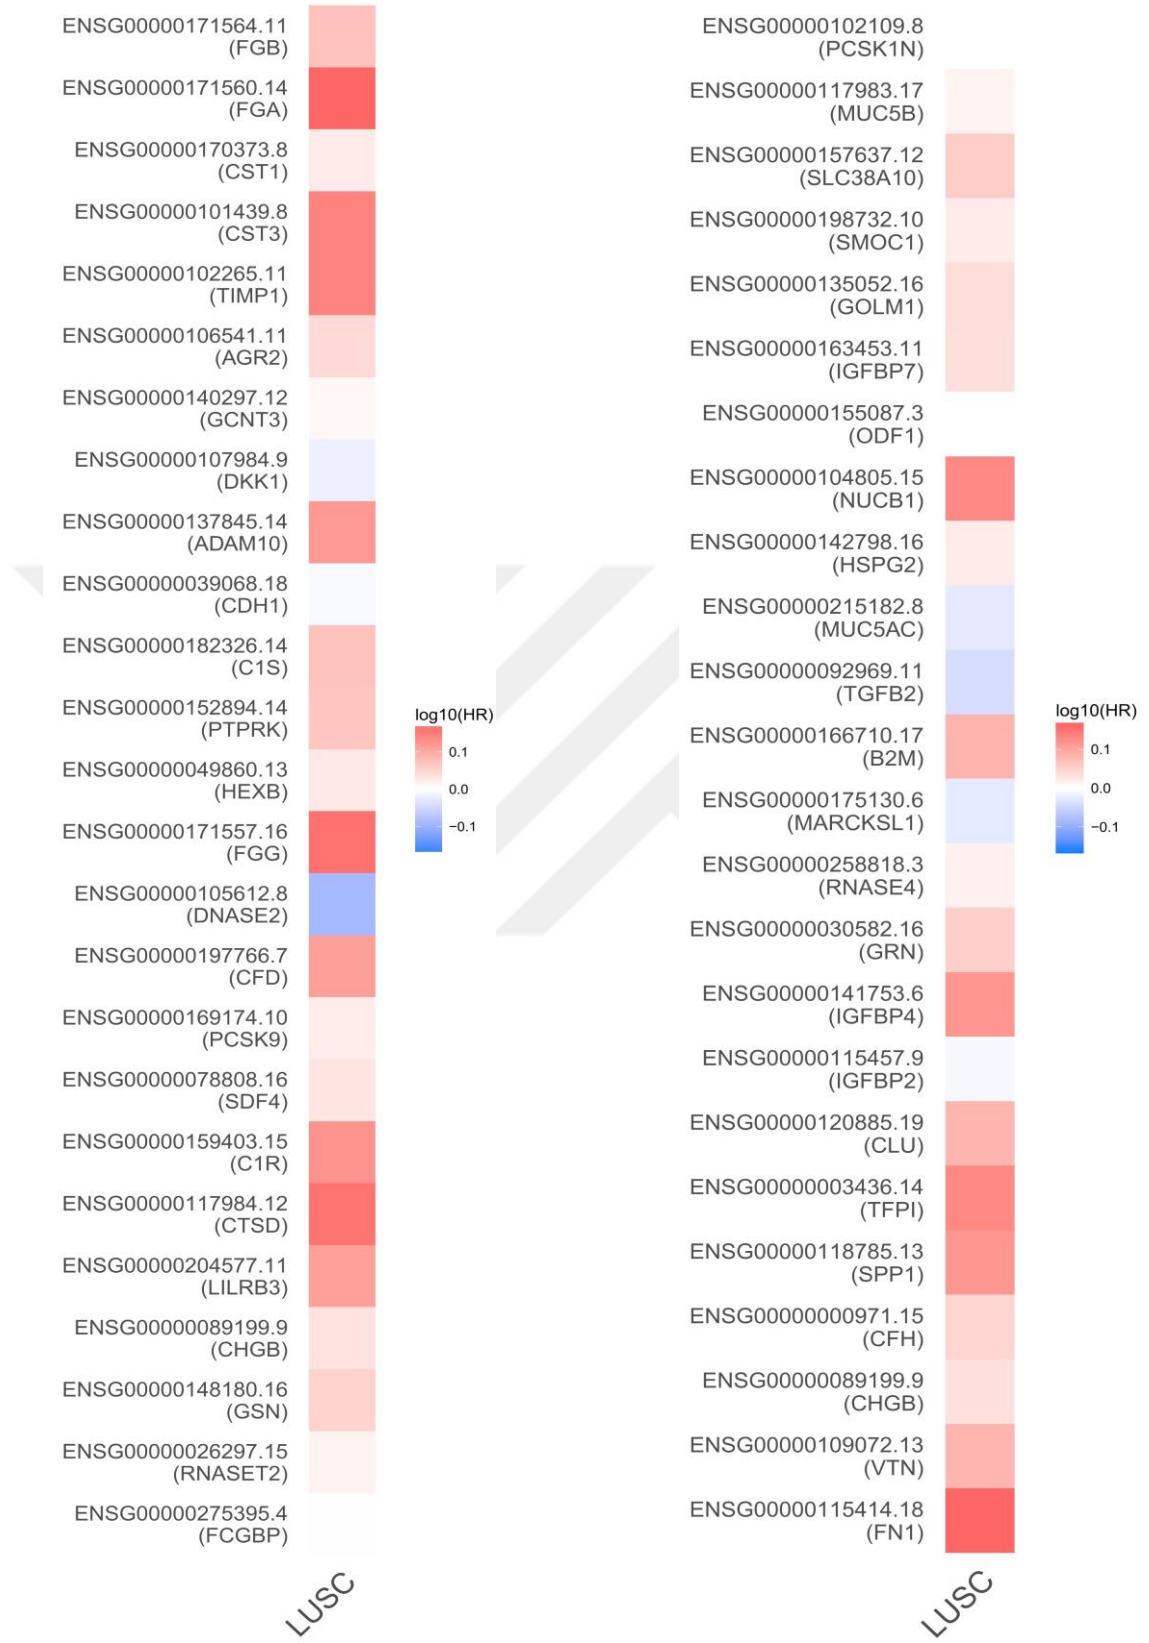 ENSG00000171564.11
(FGB)
ENSG00000171560.14
(FGA)
ENSG00000170373.8
(CST1)
ENSG00000101439.8
(CST3)
ENSG00000102265.11
(TIMP1)
ENSG00000106541.11
(AGR2)
ENSG00000140297.12
(GCNT3)
ENSG00000107984.9
(DKK1)
ENSG00000137845.14
(ADAM10)
ENSG00000039068.18
(CDH1)
ENSG00000182326.14
(C1S)
ENSG00000152894.14
(PTPRK)
ENSG00000049860.13
(HEXB)
ENSG00000171557.16
(FGG)
ENSG00000105612.8
(DNASE2)
ENSG00000197766.7
(CFD)
ENSG00000169174.10
(PCSK9)
ENSG00000078808.16
(SDF4)
ENSG00000159403.15
(C1R)
ENSG00000117984.12
(CTSD)
ENSG00000204577.11
(LILRB3)
ENSG00000089199.9
(CHGB)
ENSG00000148180.16
(GSN)
ENSG00000026297.15
(RNASET2)
ENSG00000275395.4
(FCGBP)
LUSC
log10(HR)
0.1
0.0
−0.1
ENSG00000102109.8
(PCSK1N)
ENSG00000117983.17
(MUC5B)
ENSG00000157637.12
(SLC38A10)
ENSG00000198732.10
(SMOC1)
ENSG00000135052.16
(GOLM1)
ENSG00000163453.11
(IGFBP7)
ENSG00000155087.3
(ODF1)
ENSG00000104805.15
(NUCB1)
ENSG00000142798.16
(HSPG2)
ENSG00000215182.8
(MUC5AC)
ENSG00000092969.11
(TGFB2)
ENSG00000166710.17
(B2M)
ENSG00000175130.6
(MARCKSL1)
ENSG00000258818.3
(RNASE4)
ENSG00000030582.16
(GRN)
ENSG00000141753.6
(IGFBP4)
ENSG00000115457.9
(IGFBP2)
ENSG00000120885.19
(CLU)
ENSG00000003436.14
(TFPI)
ENSG00000118785.13
(SPP1)
ENSG00000000971.15
(CFH)
ENSG00000089199.9
(CHGB)
ENSG00000109072.13
(VTN)
ENSG00000115414.18
(FN1)
LUSC
log10(HR)
0.1
0.0
−0.1